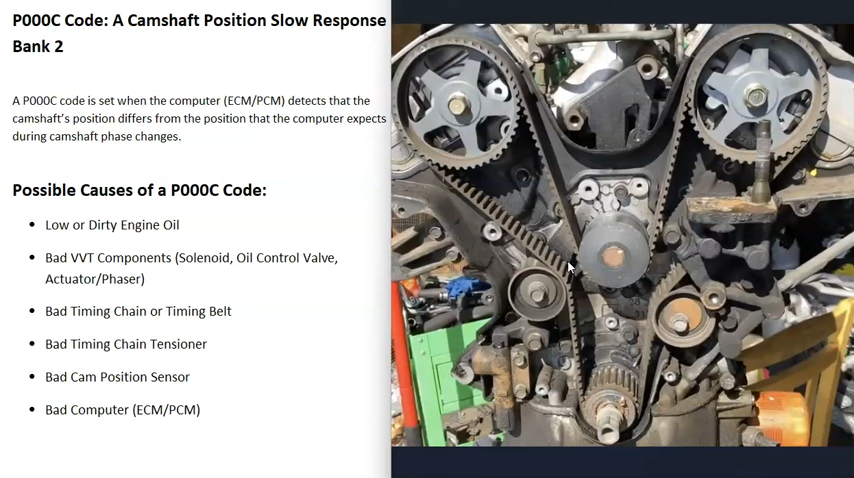 P000C Code: A Camshaft Position Slow Response
Bank 2
A P000C code is set when the computer (ECM/PCM) detects that the
camshaft's position differs from the position that the computer expects
during camshaft phase changes.
Possible Causes of a P000C Code:
• Low or Dirty Engine Oil
• Bad VVT Components (Solenoid, Oil Control Valve,
Actuator/Phaser)
• Bad Timing Chain or Timing Belt
• Bad Timing Chain Tensioner
• Bad Cam Position Sensor
• Bad Computer (ECM/PCM)